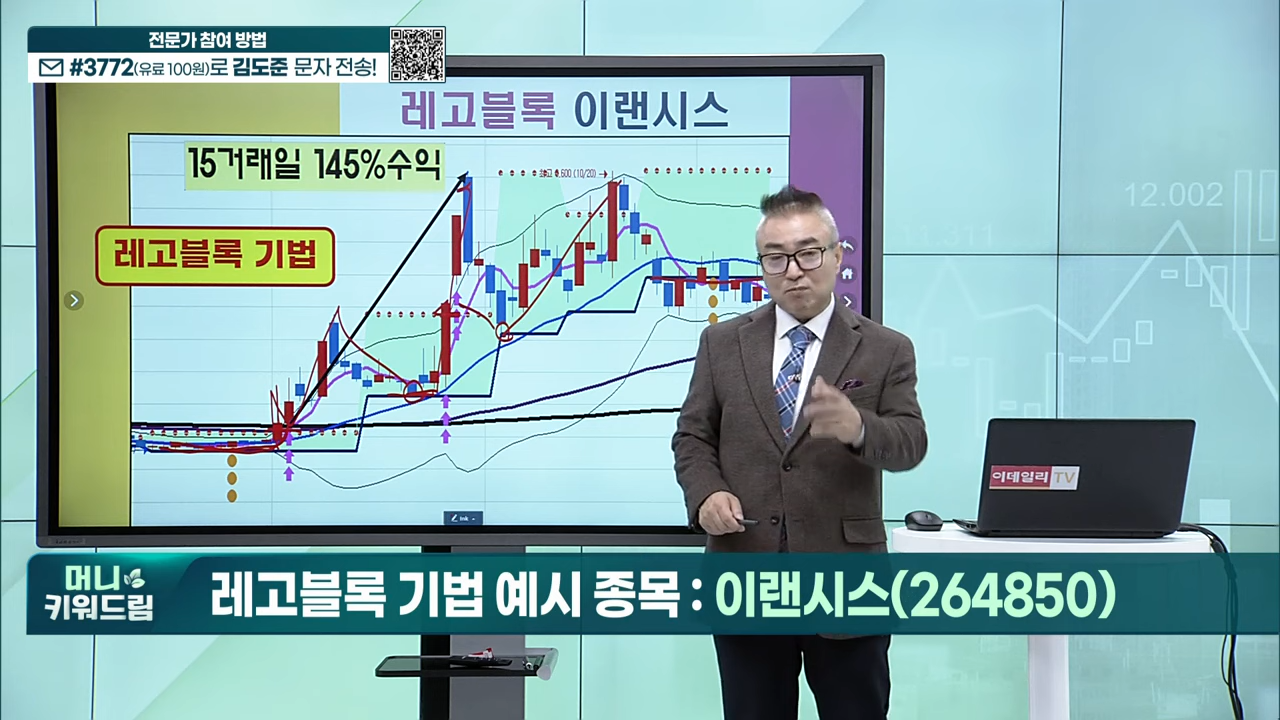 전문가 참여 방법
#3772(유료 100원)로 김도준 문자 전송!
레고블록 이랜시스
15거래일 145%수익
레고블록 기법
12.002
이데일리TV
Ink
머니
키워드림
레고블록 기법 예시 종목 : 이랜시스(264850)